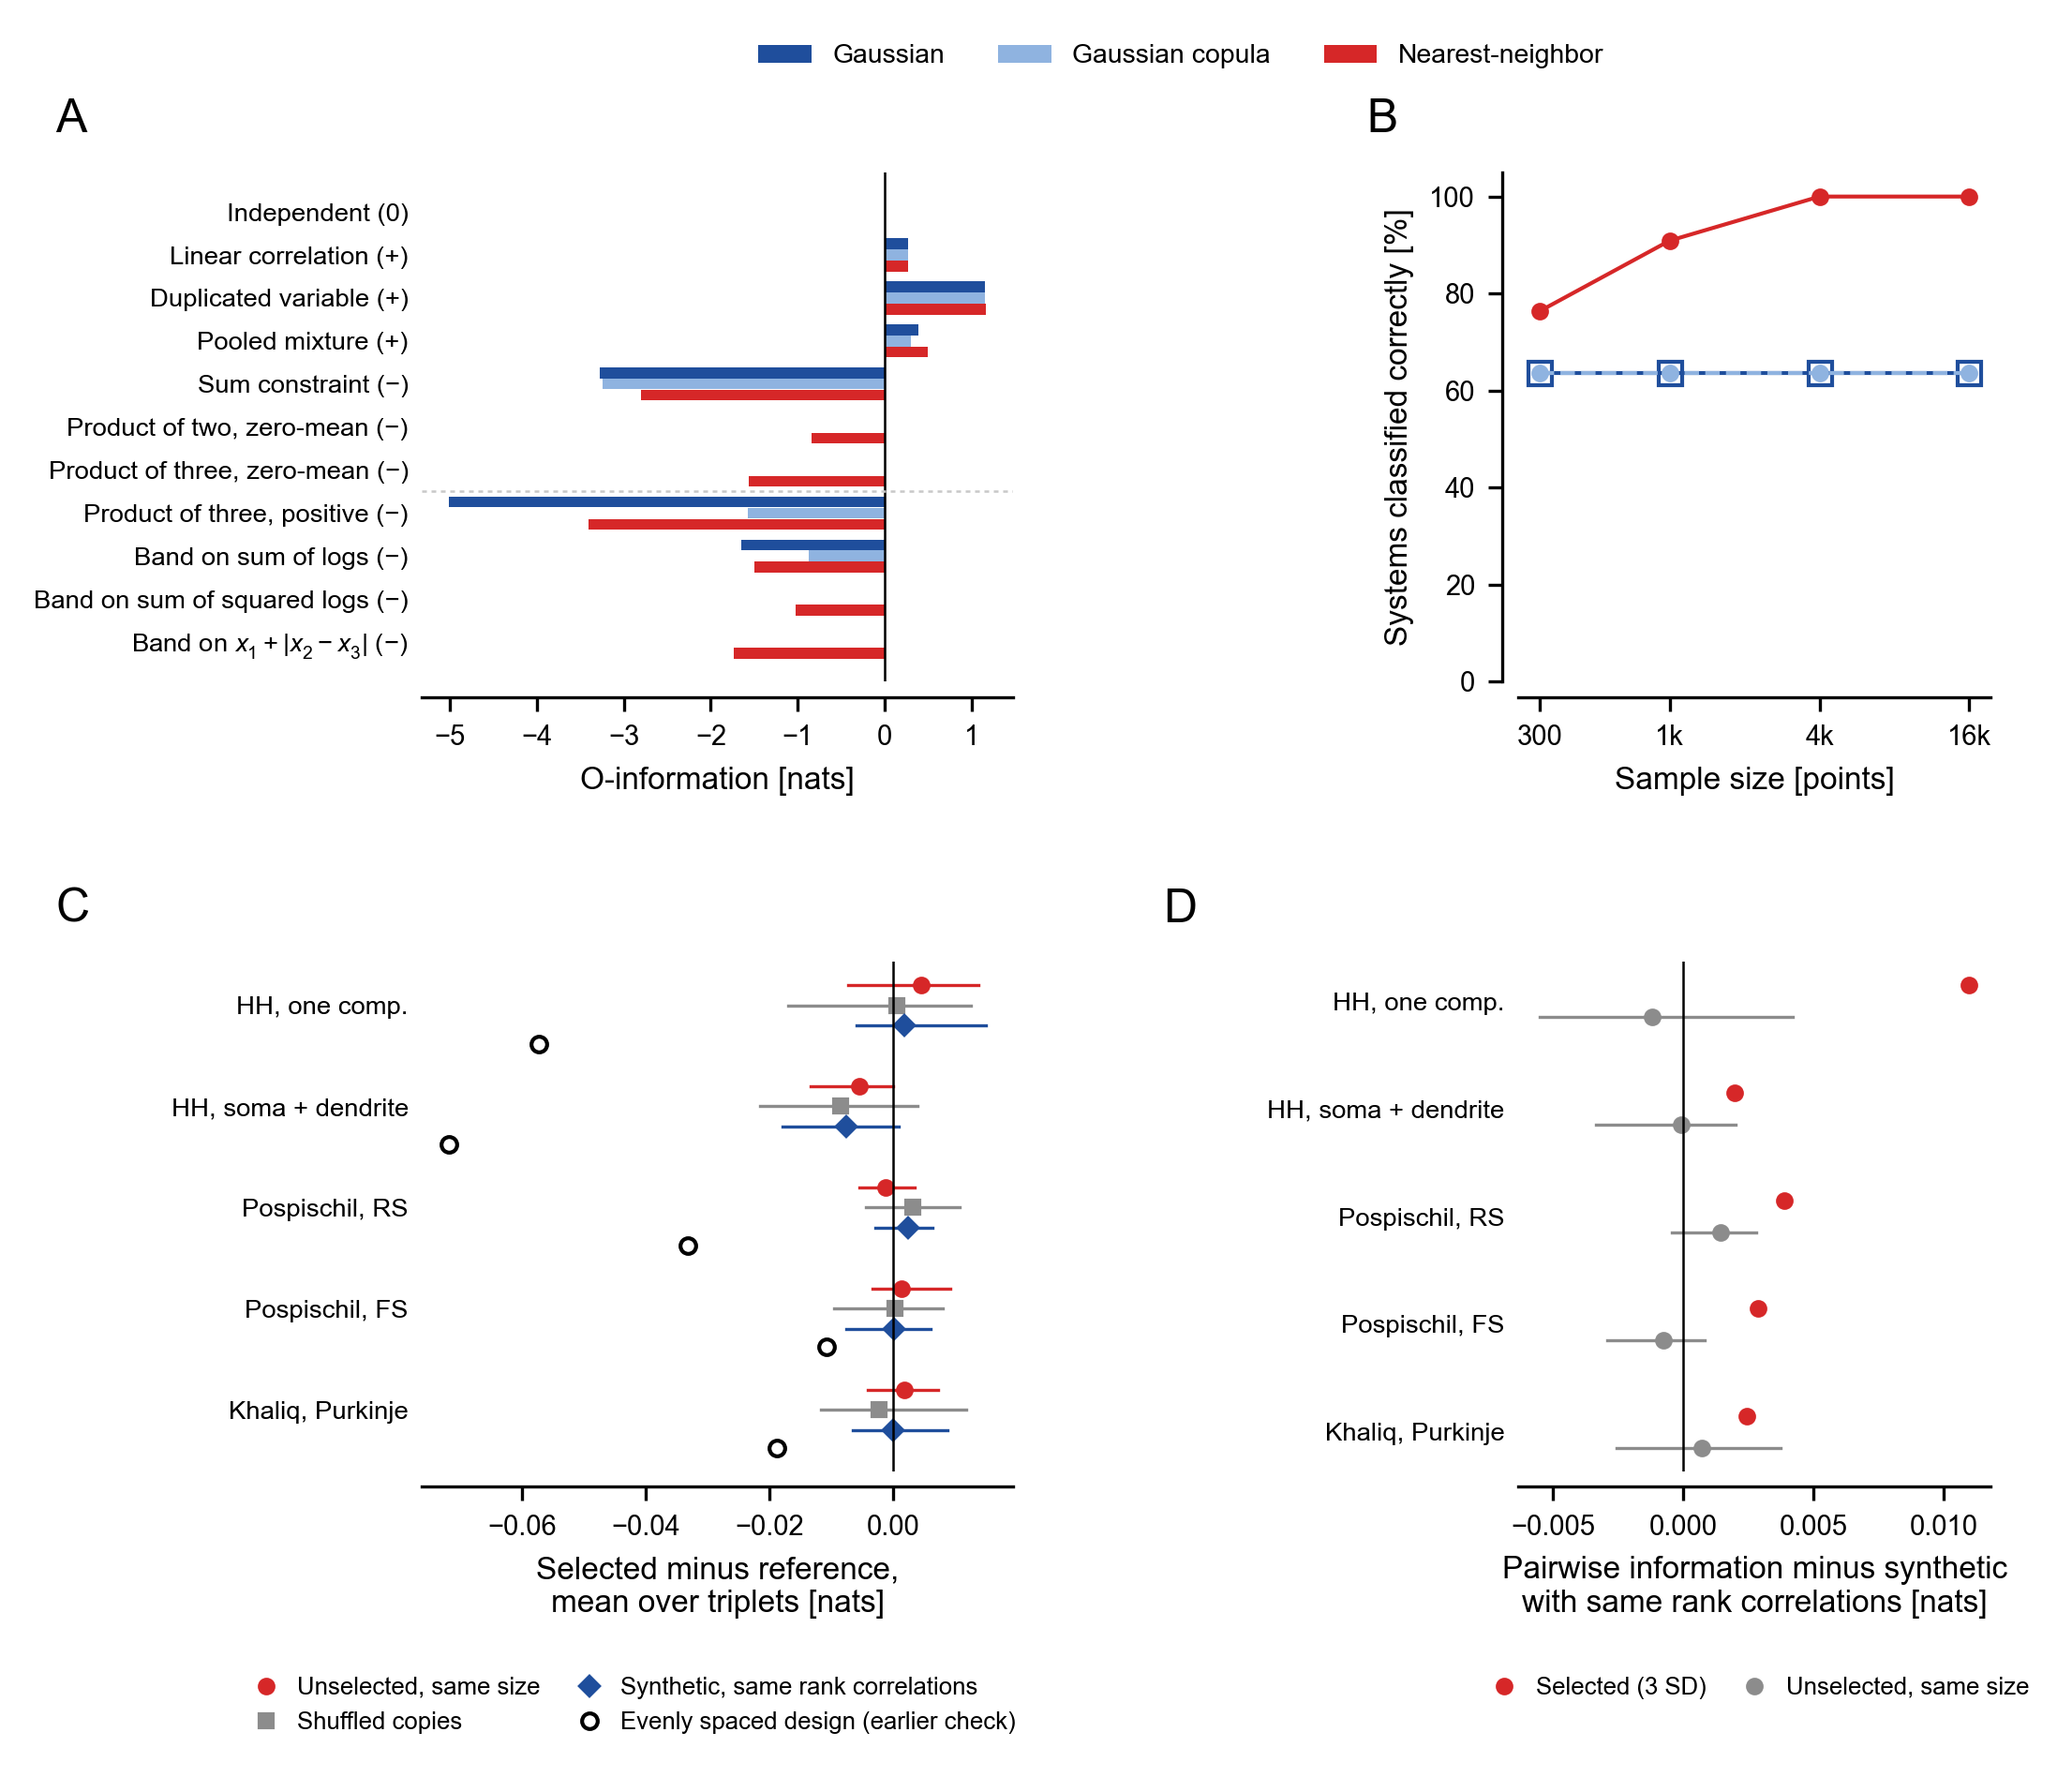 Gaussian
Gaussian copula
Nearest-neighbor
A
Independent (0)
Linear correlation (+)
Duplicated variable (+)
Pooled mixture (+)
Sum constraint (−)
Product of two, zero-mean (−)
Product of three, zero-mean (−)
Product of three, positive (−)
Band on sum of logs (−)
Band on sum of squared logs (−)
Band on x1 + |x2 − x3| (−)
−5 −4 −3 −2 −1 0 1
O-information [nats]
B
Systems classified correctly [%]
100
80
60
40
20
0
300 1k 4k 16k
Sample size [points]
C
HH, one comp.
HH, soma + dendrite
Pospischil, RS
Pospischil, FS
Khaliq, Purkinje
−0.06 −0.04 −0.02 0.00
Selected minus reference,
mean over triplets [nats]
Unselected, same size
Shuffled copies
Synthetic, same rank correlations
Evenly spaced design (earlier check)
D
HH, one comp.
HH, soma + dendrite
Pospischil, RS
Pospischil, FS
Khaliq, Purkinje
−0.005 0.000 0.005 0.010
Pairwise information minus synthetic
with same rank correlations [nats]
Selected (3 SD)
Unselected, same size